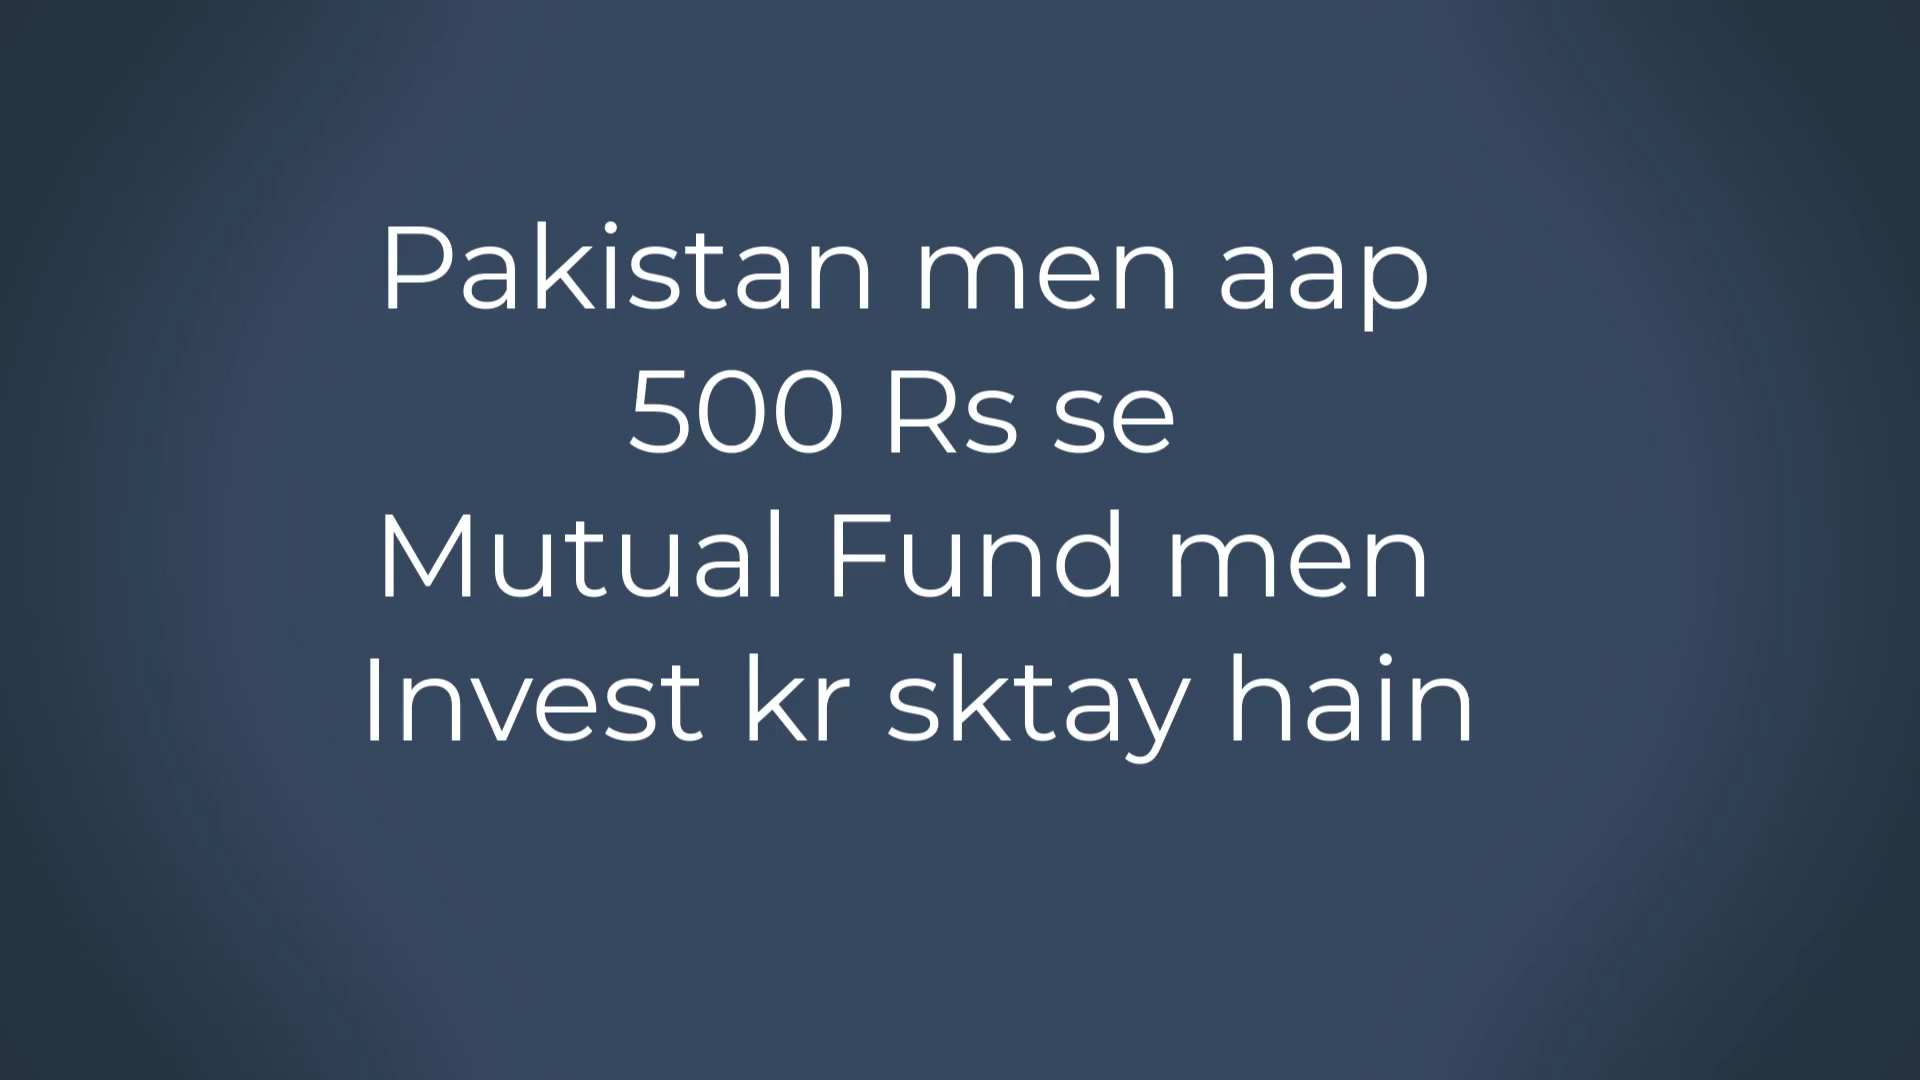 Pakistan men aap
500 Rs se
Mutual Fund men
Invest kr sktay hain